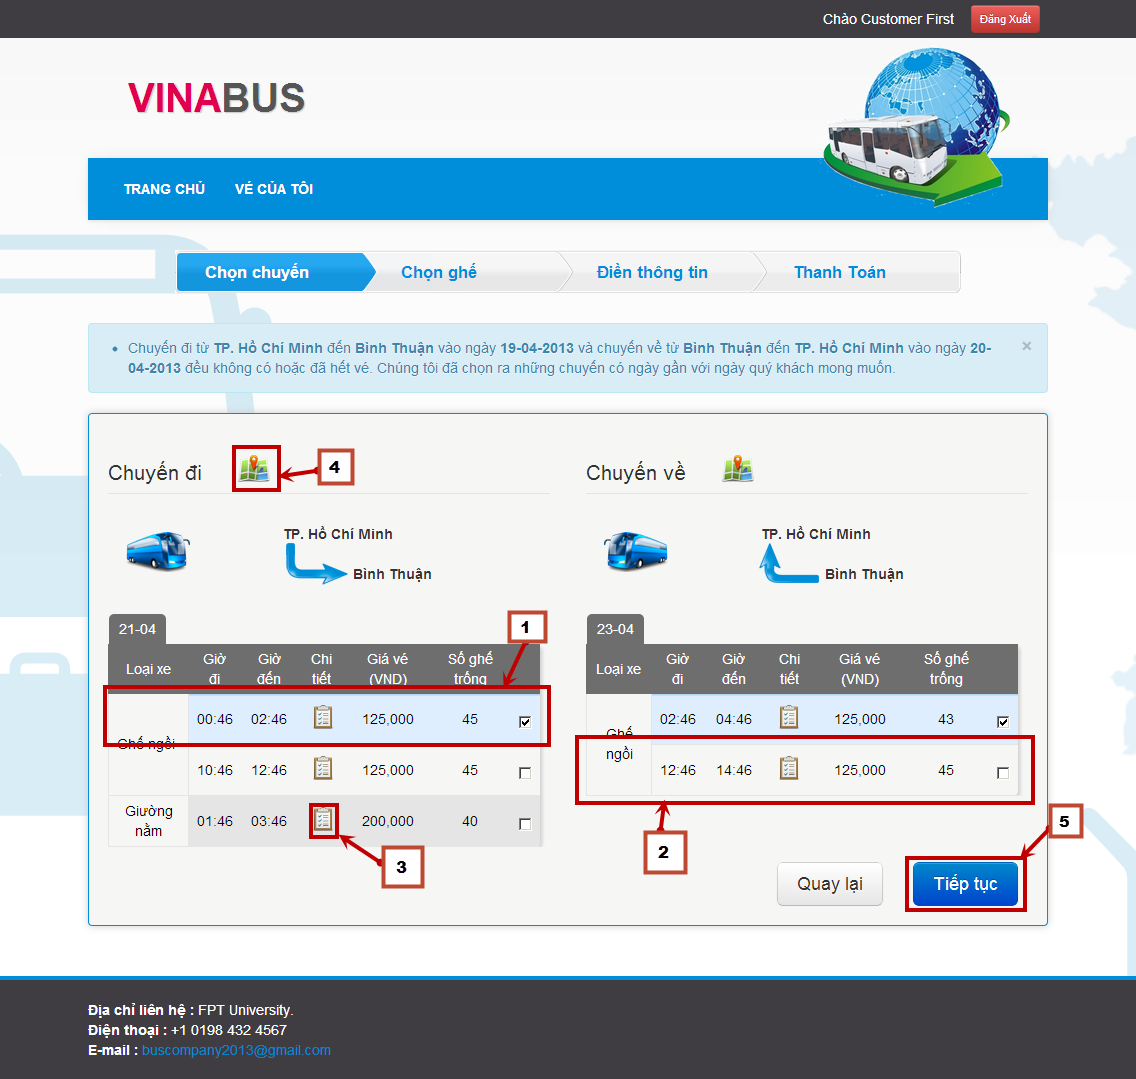 Chào Customer First
Đăng Xuất
VINABUS
TRANG CHỦ VÉ CỦA TÔI
Chọn chuyến Chọn ghế Điền thông tin Thanh Toán
Chuyến đi từ TP. Hồ Chí Minh đến Bình Thuận vào ngày 19-04-2013 và chuyến về từ Bình Thuận đến TP. Hồ Chí Minh vào ngày 20-
04-2013 đều không có hoặc đã hết vé. Chúng tôi đã chọn ra những chuyến có ngày gần với ngày quý khách mong muốn.
×
Chuyến đi
4
TP. Hồ Chí Minh
Bình Thuận
21-04
1
Loại xe Giờ đi Giờ đến Chi tiết Giá vé (VND) Số ghế trống
Ghế ngồi
00:46 02:46 125,000 45
10:46 12:46 125,000 45
Giường nằm 01:46 03:46 200,000 40
3
Chuyến về
TP. Hồ Chí Minh
Bình Thuận
23-04
Loại xe Giờ đi Giờ đến Chi tiết Giá vé (VND) Số ghế trống
Ghế ngồi
02:46 04:46 125,000 43
12:46 14:46 125,000 45
2
5
Quay lại Tiếp tục
Địa chỉ liên hệ : FPT University.
Điện thoại : +1 0198 432 4567
E-mail : buscompany2013@gmail.com